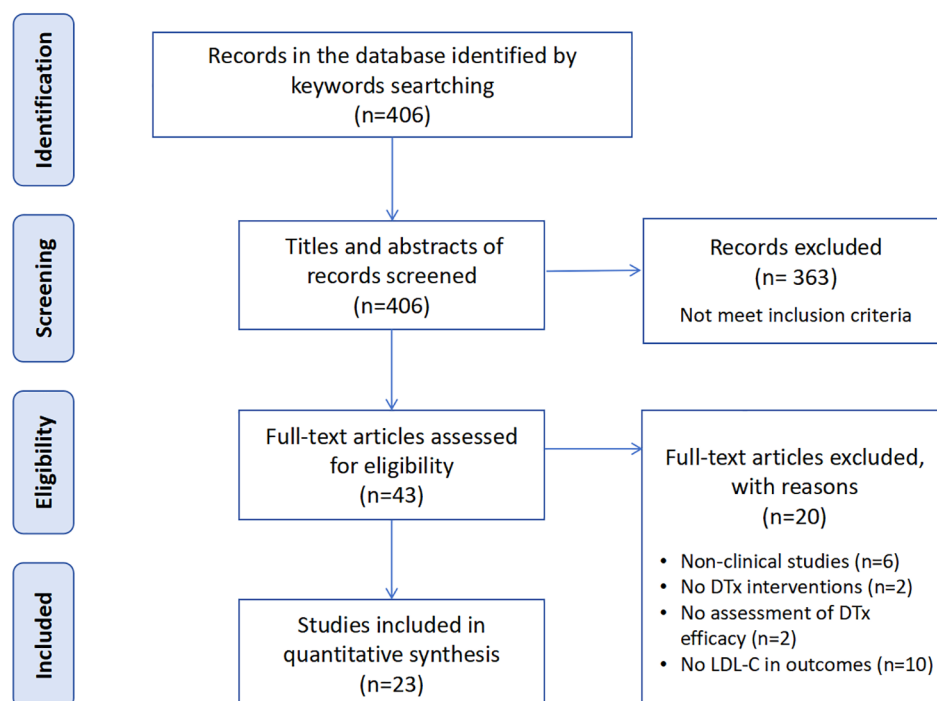 Identification
Records in the database identified by
keywords seartching
(n=406)
Screening
Titles and abstracts of
records screened
(n=406)
Records excluded
(n= 363)
Not meet inclusion criteria
Eligibility
Full-text articles assessed
for eligibility
(n=43)
Full-text articles excluded,
with reasons
(n=20)
• Non-clinical studies (n=6)
• No DTx interventions (n=2)
• No assessment of DTx
efficacy (n=2)
• No LDL-C in outcomes (n=10)
Included
Studies included in
quantitative synthesis
(n=23)